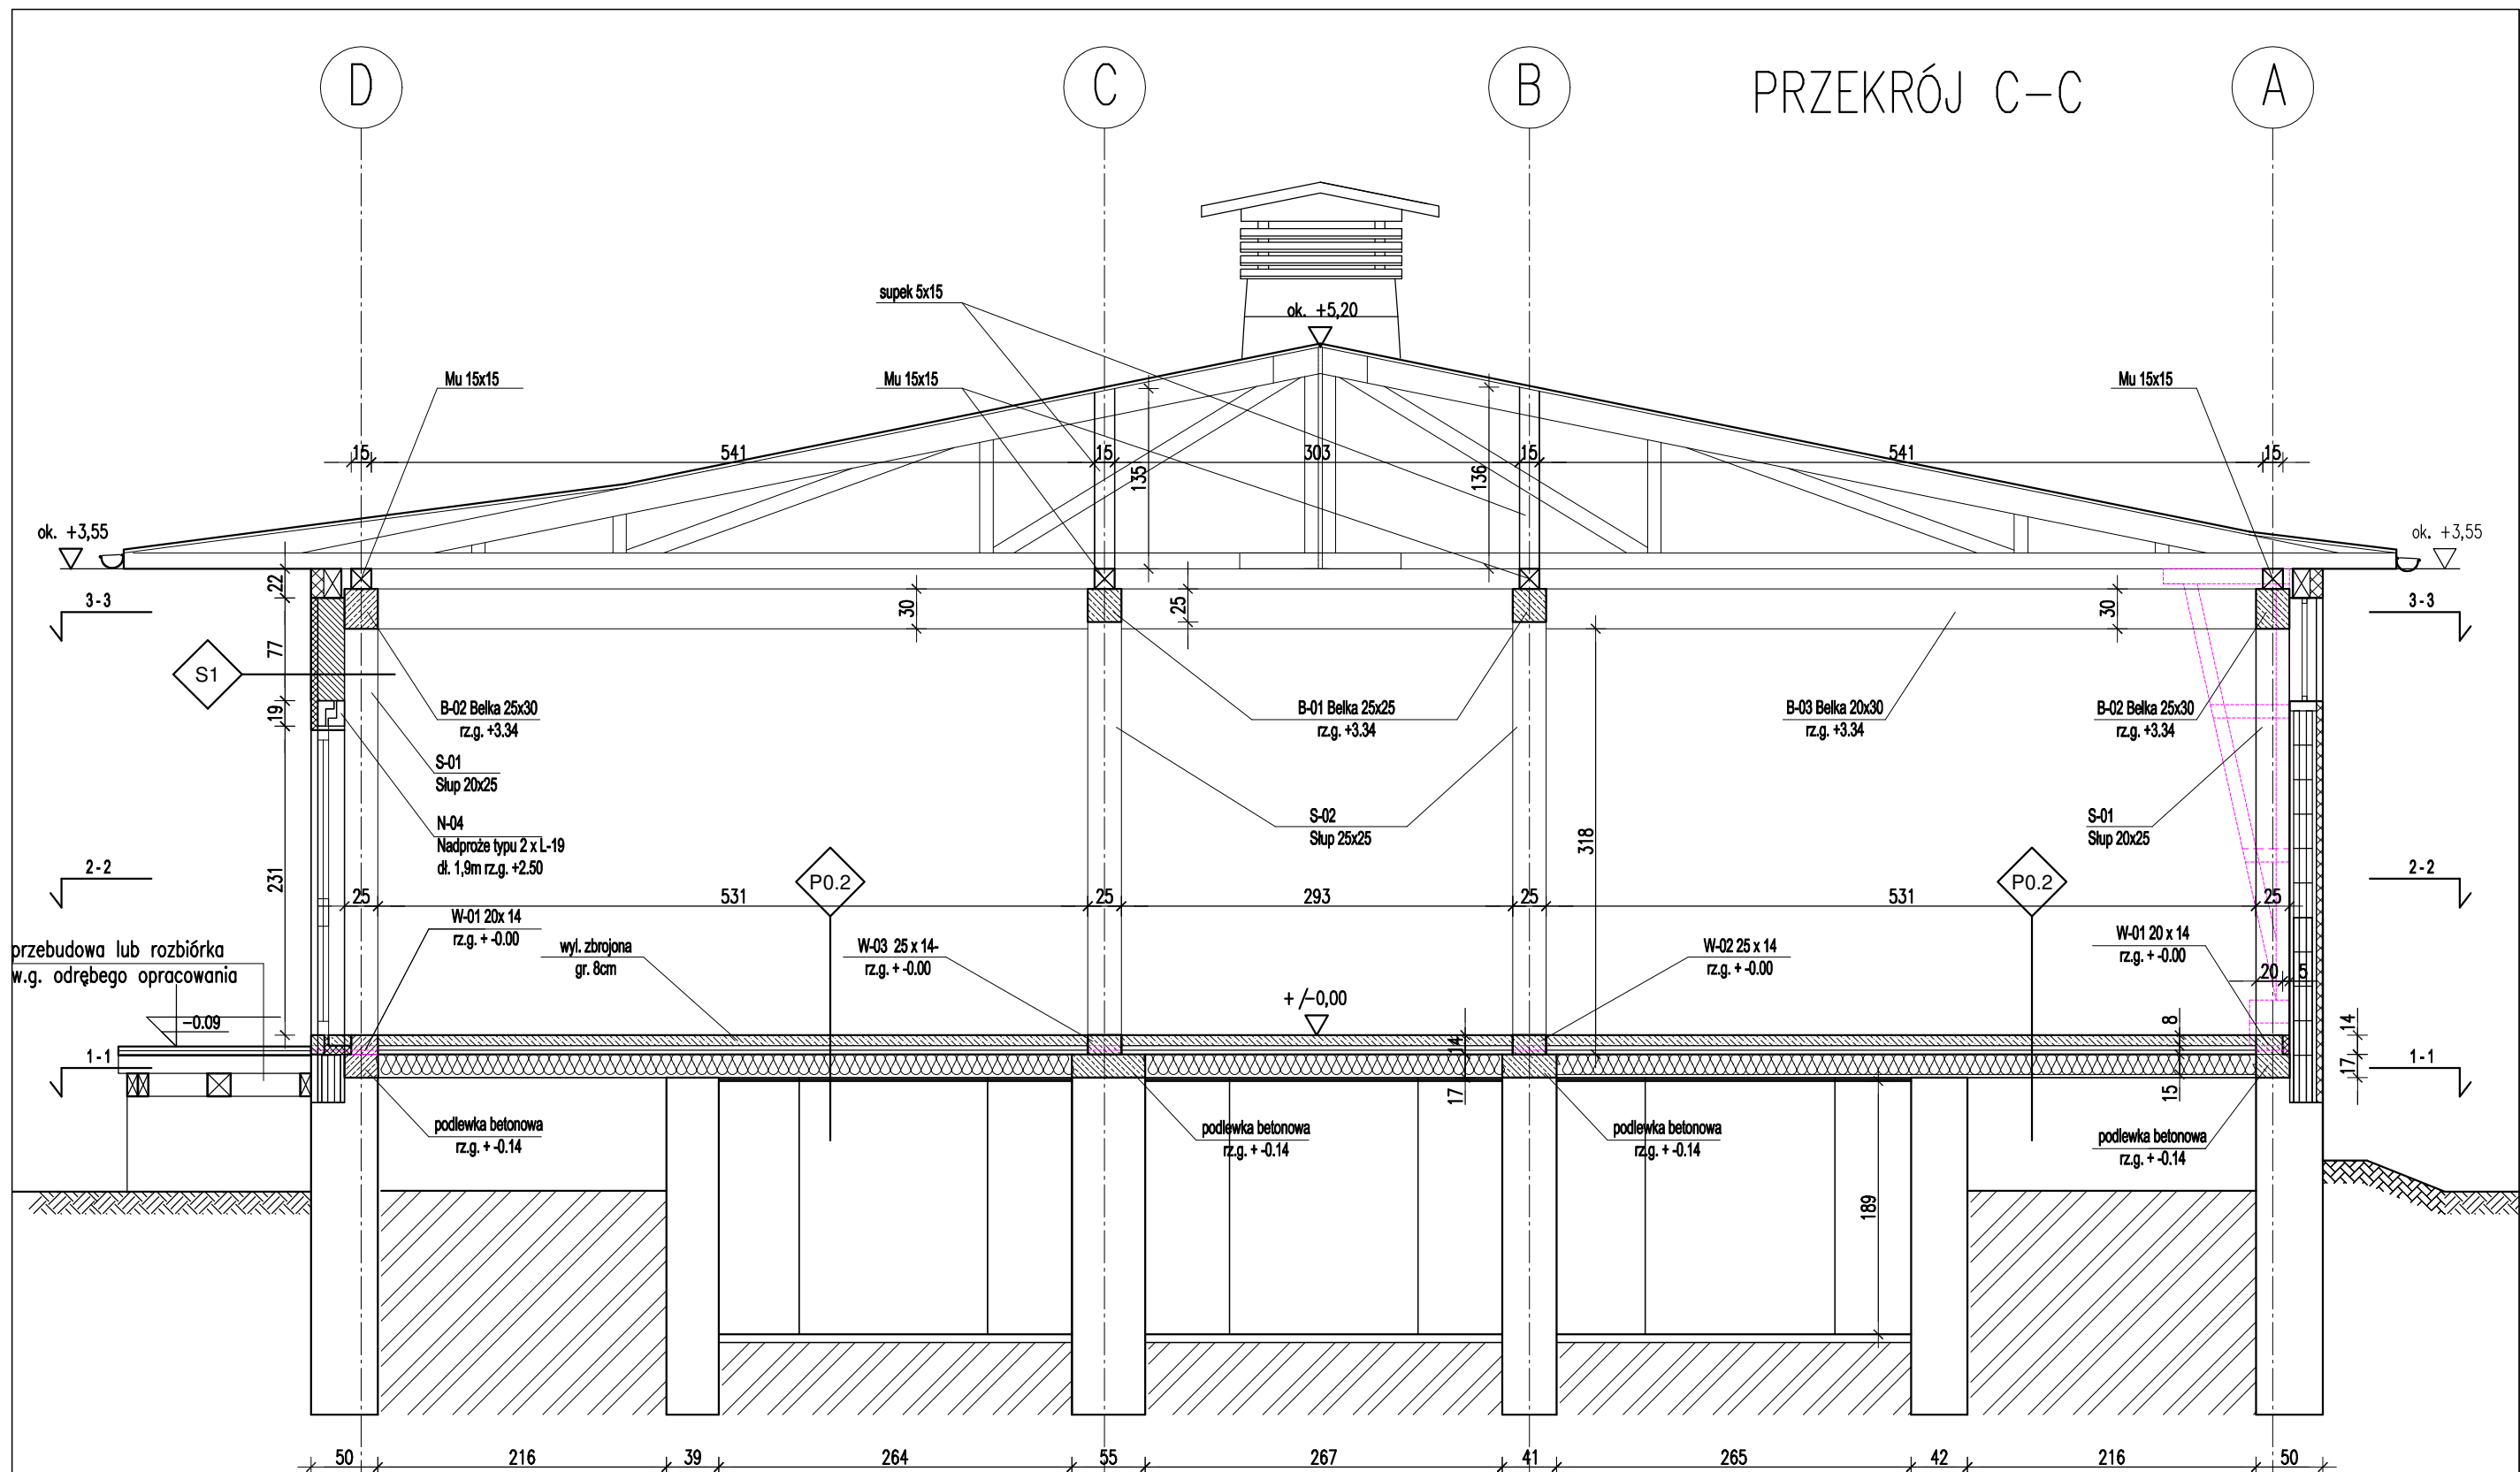 D
C
B
A
PRZEKRÓJ C-C
supek 5x15
ok. +5,20
Mu 15x15
Mu 15x15
Mu 15x15
15
541
15
303
15
541
15
135
136
ok. +3,55
ok. +3,55
22
3-3
30
25
30
3-3
77
S1
19
B-02 Belka 25x30
rz.g. +3.34
B-01 Belka 25x25
rz.g. +3.34
B-03 Belka 20x30
rz.g. +3.34
B-02 Belka 25x30
rz.g. +3.34
S-01
Słup 20x25
S-02
Słup 25x25
S-01
Słup 20x25
318
N-04
Nadproże typu 2 x L-19
dł. 1,9m rz.g. +2.50
2-2
231
P0.2
P0.2
2-2
25
531
25
293
25
531
25
W-01 20x 14
rz.g. + -0.00
wyl. zbrojona
gr. 8cm
W-03 25 x 14-
rz.g. + -0.00
W-02 25 x 14
rz.g. + -0.00
W-01 20 x 14
rz.g. + -0.00
przebudowa lub rozbiórka
w.g. odrębego opracowania
20
5
+/-0,00
-0.09
14
8
14
1-1
17
15
17
1-1
podlewka betonowa
rz.g. + -0.14
podlewka betonowa
rz.g. + -0.14
podlewka betonowa
rz.g. + -0.14
podlewka betonowa
rz.g. + -0.14
189
50
216
39
264
55
267
41
265
42
216
50